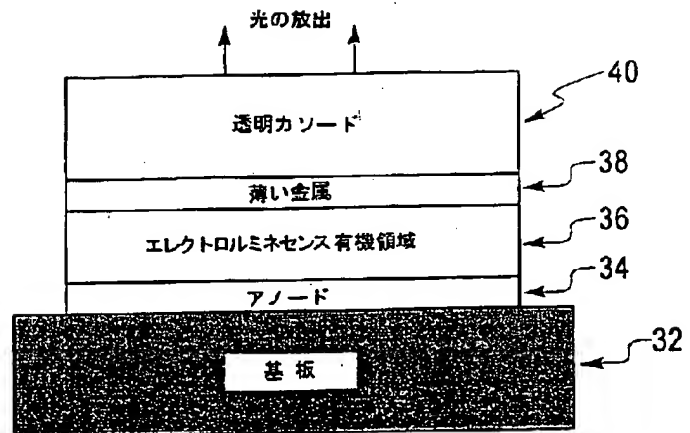 光の放出
40
透明カソード
38
薄い金属
36
エレクトロルミネセンス有機領域
34
アノード
32
基板